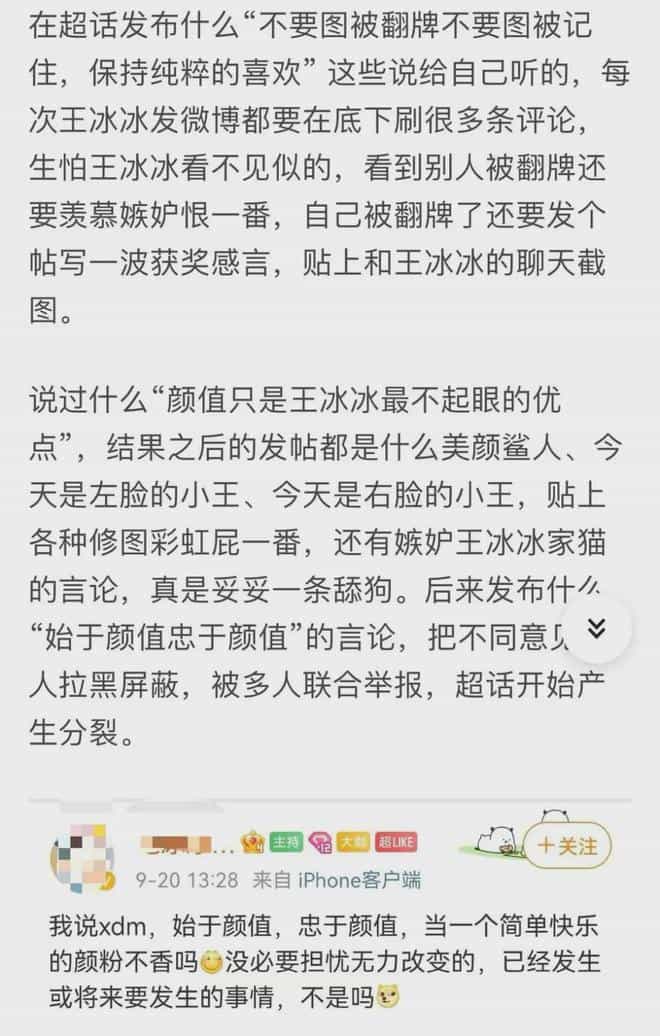 在超话发布什么“不要图被翻牌不要图被记
住，保持纯粹的喜欢” 这些说给自己听的，每
次王冰冰发微博都要在底下刷很多条评论，
生怕王冰冰看不见似的，看到别人被翻牌还
要羡慕嫉妒恨一番，自己被翻牌了还要发个
帖写一波获奖感言，贴上和王冰冰的聊天截
图。
说过什么“颜值只是王冰冰最不起眼的优
点”，结果之后的发帖都是什么美颜鲨人、今
天是左脸的小王、今天是右脸的小王，贴上
各种修图彩虹屁一番，还有嫉妒王冰冰家猫
的言论，真是妥妥一条舔狗。后来发布什么
“始于颜值忠于颜值”的言论，把不同意见
人拉黑屏蔽，被多人联合举报，超话开始产
生分裂。
主持 12 大咖 超LIKE
+关注
9-20 13:28 来自 iPhone客户端
我说xdm，始于颜值，忠于颜值，当一个简单快乐
的颜粉不香吗没必要担忧无力改变的，已经发生
或将来要发生的事情，不是吗